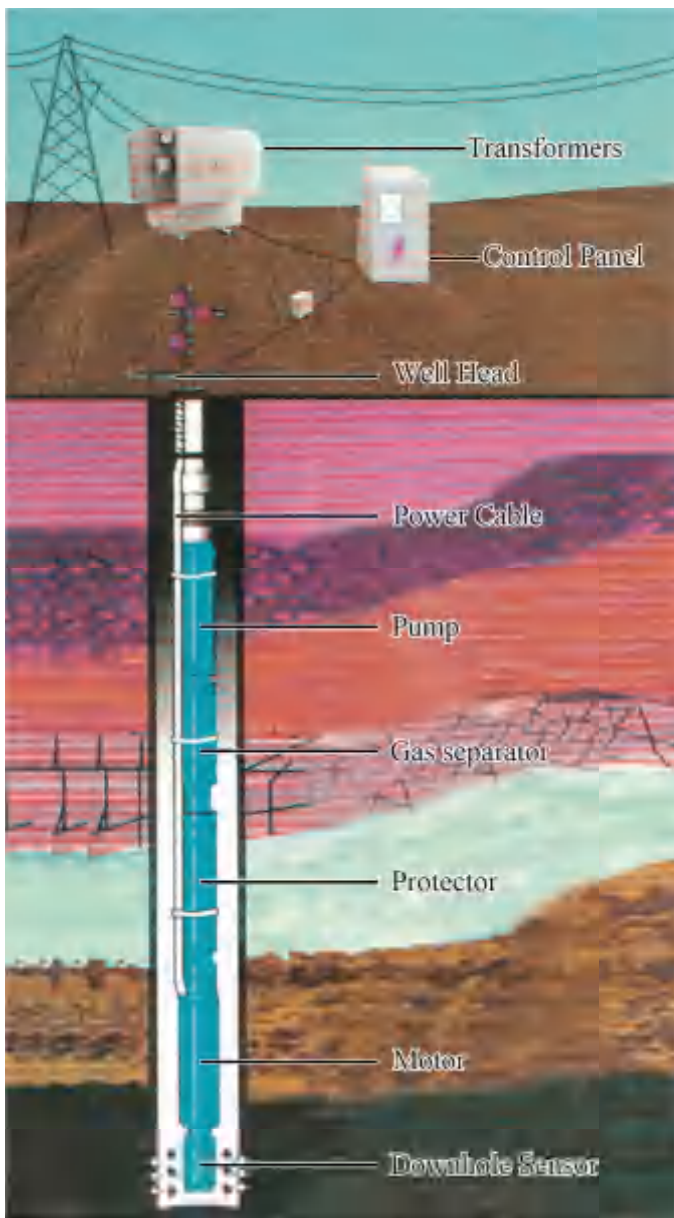 Transformers
Control Panel
Well Head
Power Cable
Pump
Gas separator
Protector
Motor
Downhole Sensor